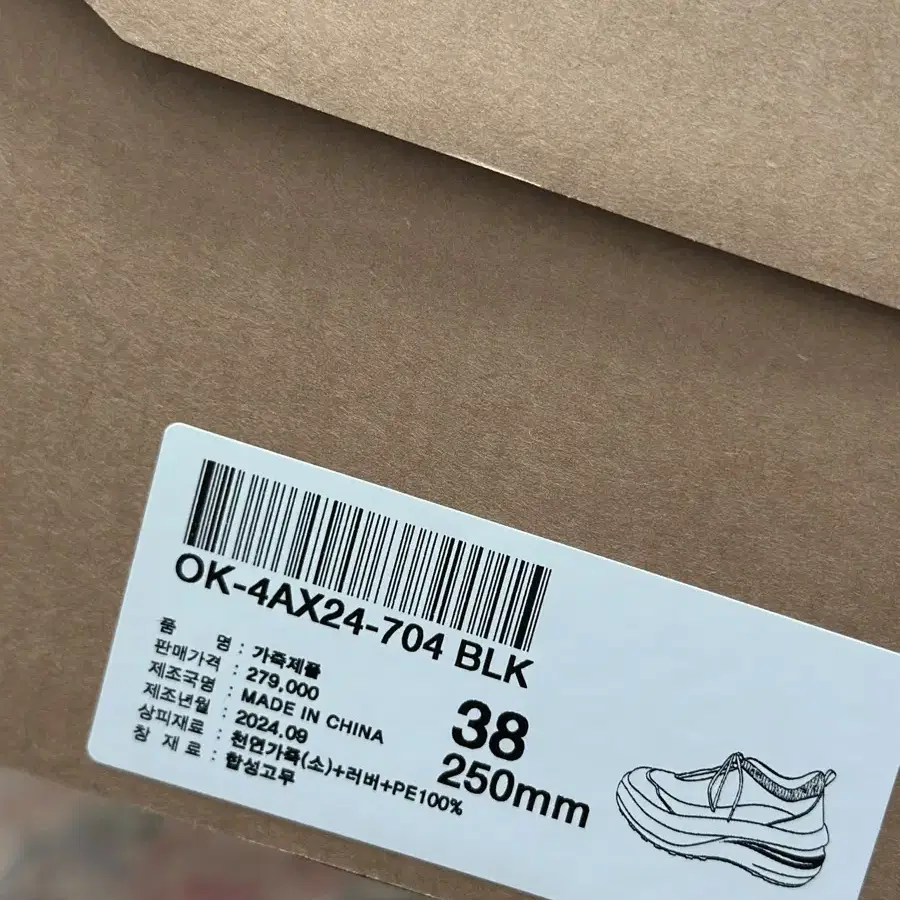 OK-4AX24-704 BLK
품 명 : 가죽제품
판매가격 : 279,000
제조국명 : MADE IN CHINA
제조년월 : 2024.09
상피재료 : 천연가죽(소)+러버+PE100%
창 재 료 : 합성고무
38
250mm